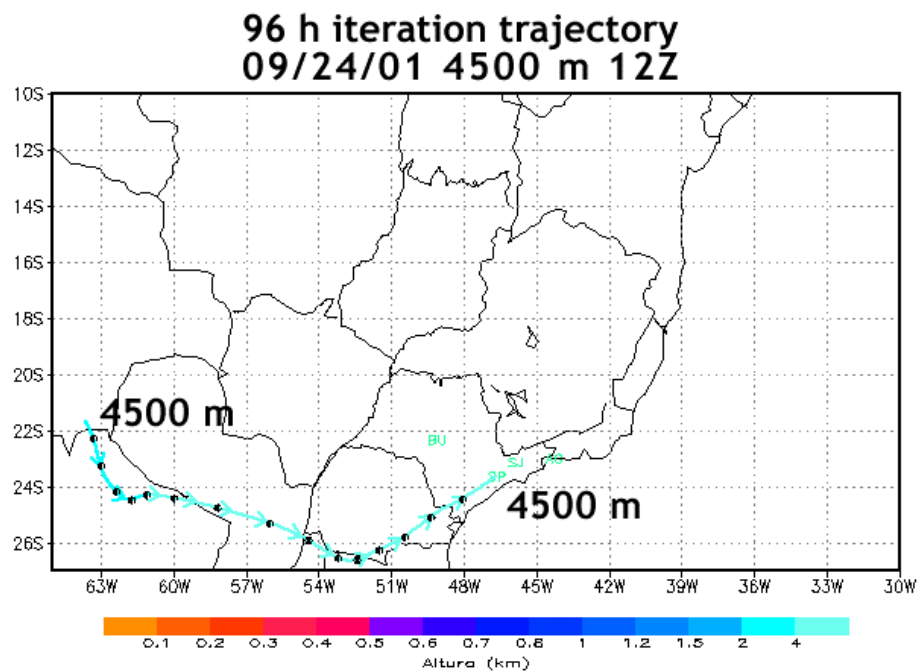 96 h iteration trajectory
09/24/01 4500 m 12Z
10S
12S
14S
16S
18S
20S
4500 m
22S
BU
SJ
AG
24S
SP
4500 m
26S
63W 60W 57W 54W 51W 48W 45W 42W 39W 36W 33W 30W
0.1 0.2 0.3 0.4 0.5 0.6 0.7 0.8 1 1.2 1.5 2 4
Altura (km)